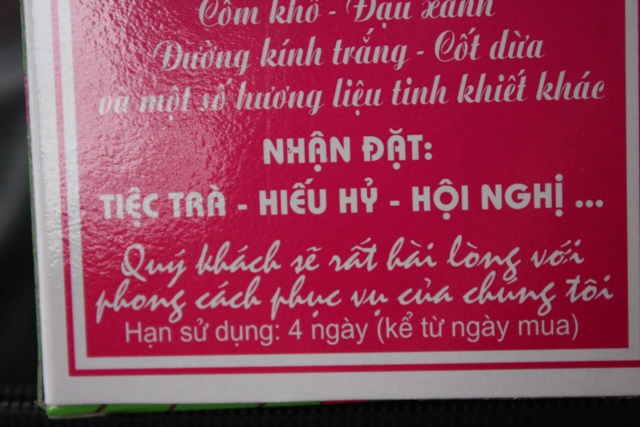 Cốm khô - Đậu xanh
Đường kính trắng - Cốt dừa
và một số hương liệu tinh khiết khác
NHẬN ĐẶT:
TIỆC TRÀ - HIẾU HỶ - HỘI NGHỊ ...
Quý khách sẽ rất hài lòng với
phong cách phục vụ của chúng tôi
Hạn sử dụng: 4 ngày (kể từ ngày mua)